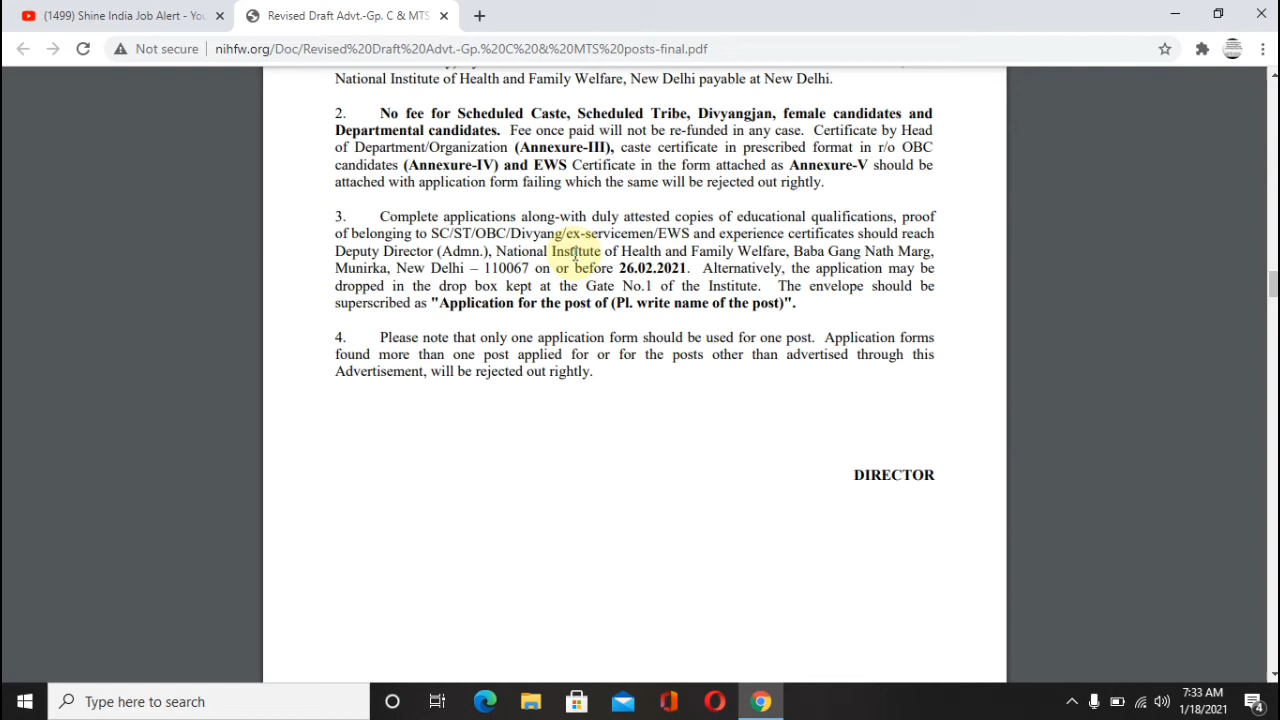 (1499) Shine India Job Alert - You
Revised Draft Advt.-Gp. C & MTS
Not secure
nihfw.org/Doc/Revised%20Draft%20Advt.-Gp.%20C%20&%20MTS%20posts-final.pdf
National Institute of Health and Family Welfare, New Delhi payable at New Delhi.
2. No fee for Scheduled Caste, Scheduled Tribe, Divyangjan, female candidates and
Departmental candidates. Fee once paid will not be re-funded in any case. Certificate by Head
of Department/Organization (Annexure-III), caste certificate in prescribed format in r/o OBC
candidates (Annexure-IV) and EWS Certificate in the form attached as Annexure-V should be
attached with application form failing which the same will be rejected out rightly.
3. Complete applications along-with duly attested copies of educational qualifications, proof
of belonging to SC/ST/OBC/Divyang/ex-servicemen/EWS and experience certificates should reach
Deputy Director (Admn.), National Institute of Health and Family Welfare, Baba Gang Nath Marg,
Munirka, New Delhi – 110067 on or before 26.02.2021. Alternatively, the application may be
dropped in the drop box kept at the Gate No.1 of the Institute. The envelope should be
superscribed as "Application for the post of (Pl. write name of the post)".
4. Please note that only one application form should be used for one post. Application forms
found more than one post applied for or for the posts other than advertised through this
Advertisement, will be rejected out rightly.
DIRECTOR
Type here to search
7:33 AM
1/18/2021
4